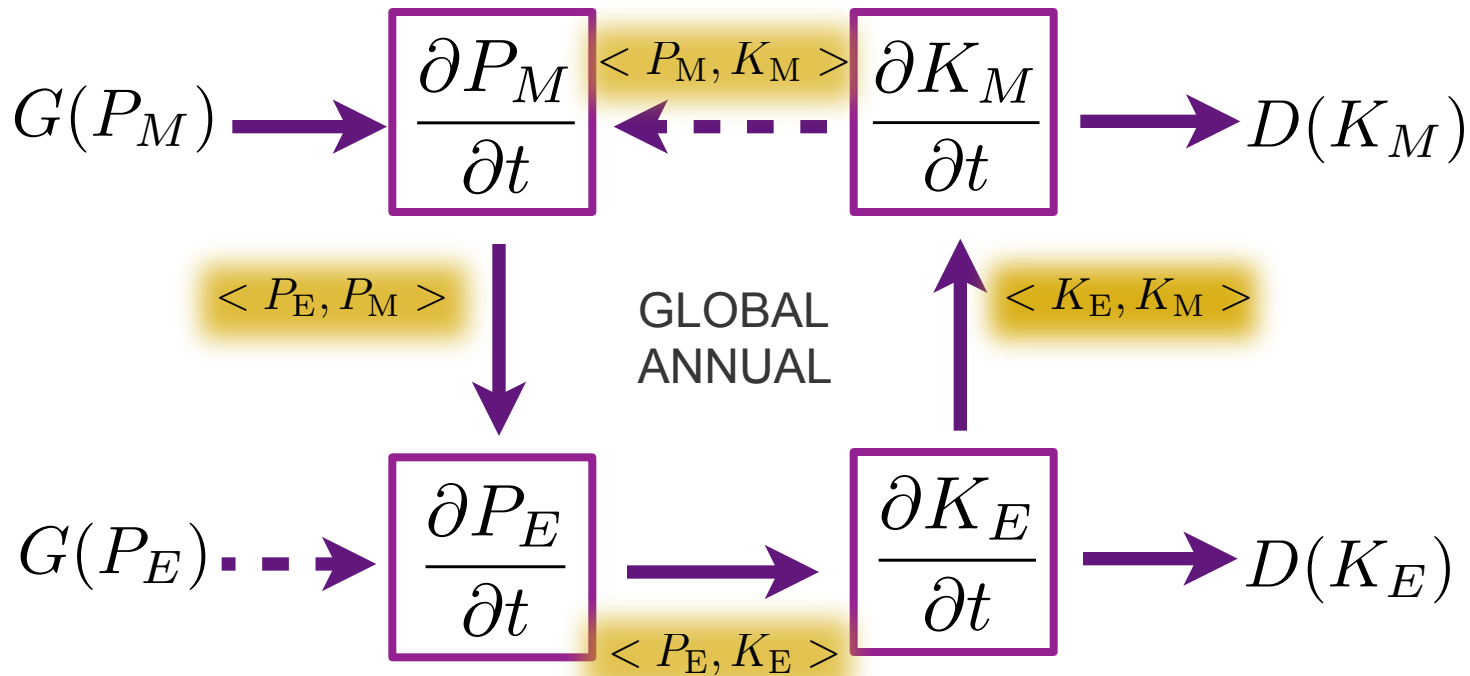 G(P_M)
∂P_M
∂t
< P_M, K_M >
∂K_M
∂t
D(K_M)
< P_E, P_M >
GLOBAL
ANNUAL
< K_E, K_M >
G(P_E)
∂P_E
∂t
< P_E, K_E >
∂K_E
∂t
D(K_E)